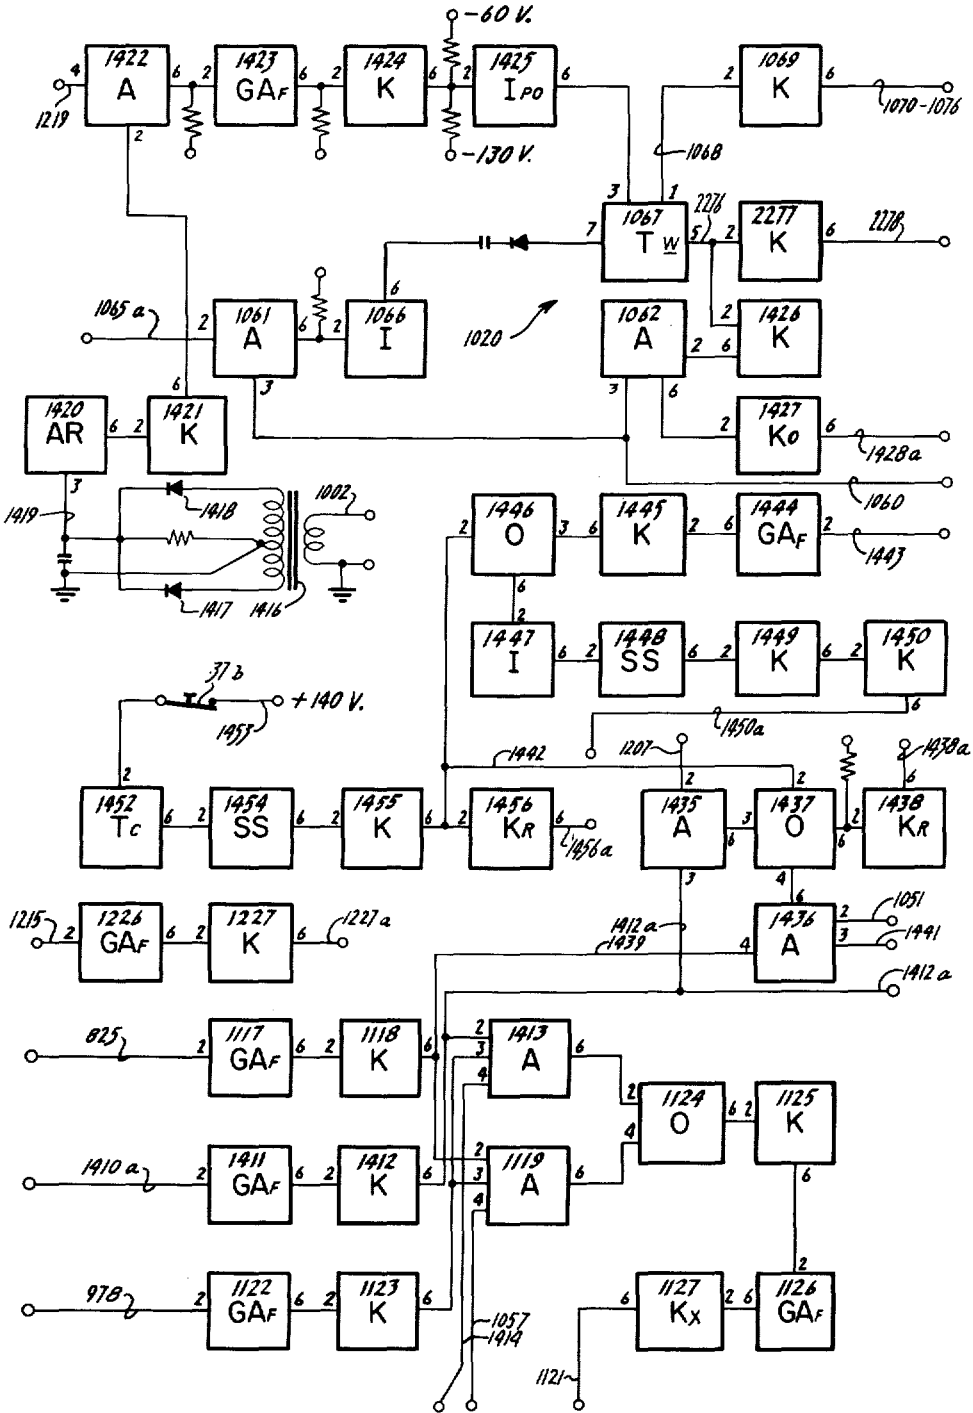 -60 V.
4 1422 A 6 2 1423 GAF 6 2 1424 K 6 2 1425 IPO 6 2 1069 K 6
1219 2 1070-1076
-130 V. 1068
3 1 2276
7 1067 TW 5 2 2277 K 6 2278
6
1065a 2 1061 A 6 2 1066 I 1020 1062 A 2 6 2 1426 K
3 3 6
6
1420 AR 6 2 1421 K 2 1427 KO 6 1428a
3
1419 1418 1002 1060
2 1446 O 3 6 1445 K 2 6 1444 GAF 2 1443
1417 1416 6
2
1447 I 6 2 1448 SS 6 2 1449 K 6 2 1450 K
6
37b +140 V.
1453 1450a
1442 1207 1438a
2 2 2 6
1452 TC 6 2 1454 SS 6 2 1455 K 6 2 1456 KR 6 1456a 1435 A 6 3 1437 O 6 2 1438 KR
3 4
6
1215 2 1226 GAF 6 2 1227 K 6 1227a 1412a 1439 4 1436 A 2 1051
3 1441
1412a
825 2 1117 GAF 6 2 1118 K 6 2 3 4 1413 A 6
2 4 1124 O 6 2 1125 K
6
1410a 2 1411 GAF 6 2 1412 K 6 2 3 4 1119 A 6
2
978 2 1122 GAF 6 2 1123 K 6 6 1127 KX 2 6 1126 GAF
1057
1414
1121